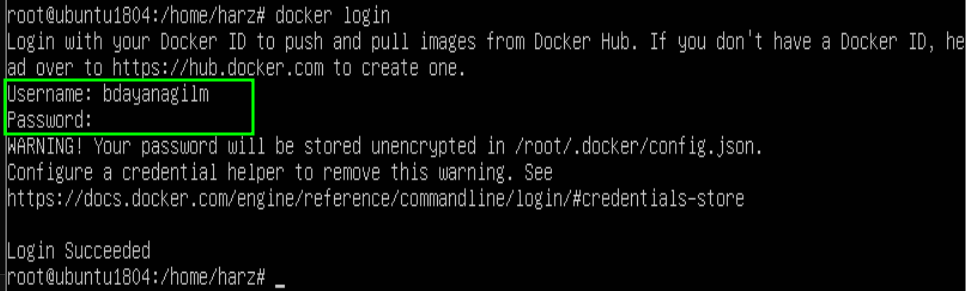 root@ubuntu1804:/home/harz# docker login
Login with your Docker ID to push and pull images from Docker Hub. If you don't have a Docker ID, he
ad over to https://hub.docker.com to create one.
Username: bdayanagilm
Password:
WARNING! Your password will be stored unencrypted in /root/.docker/config.json.
Configure a credential helper to remove this warning. See
https://docs.docker.com/engine/reference/commandline/login/#credentials-store
Login Succeeded
root@ubuntu1804:/home/harz# _